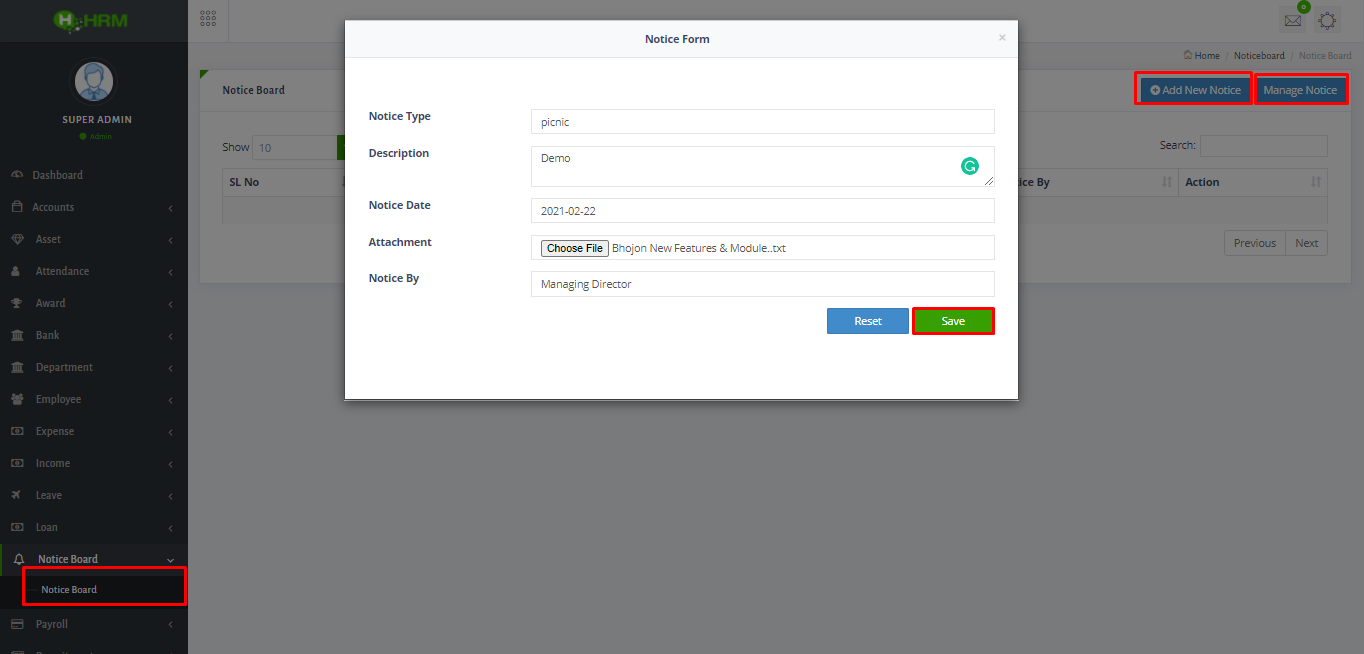 H HRM
SUPER ADMIN
Admin
Dashboard
Accounts
Asset
Attendance
Award
Bank
Department
Employee
Expense
Income
Leave
Loan
Notice Board
Notice Board
Payroll
Home / Noticeboard / Notice Board
Notice Board
Add New Notice
Manage Notice
Show 10
Search:
SL No
ice By
Action
Previous
Next
Notice Form
×
Notice Type
picnic
Description
Demo
Notice Date
2021-02-22
Attachment
Choose File Bhojon New Features & Module..txt
Notice By
Managing Director
Reset
Save